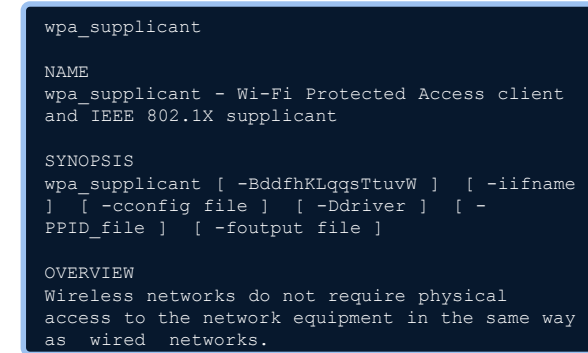 wpa_supplicant
NAME
wpa_supplicant - Wi-Fi Protected Access client
and IEEE 802.1X supplicant
SYNOPSIS
wpa_supplicant [ -BddfhKLqqsTtuvW ] [ -iifname
] [ -cconfig file ] [ -Ddriver ] [ -
PPID_file ] [ -foutput file ]
OVERVIEW
Wireless networks do not require physical
access to the network equipment in the same way
as wired networks.